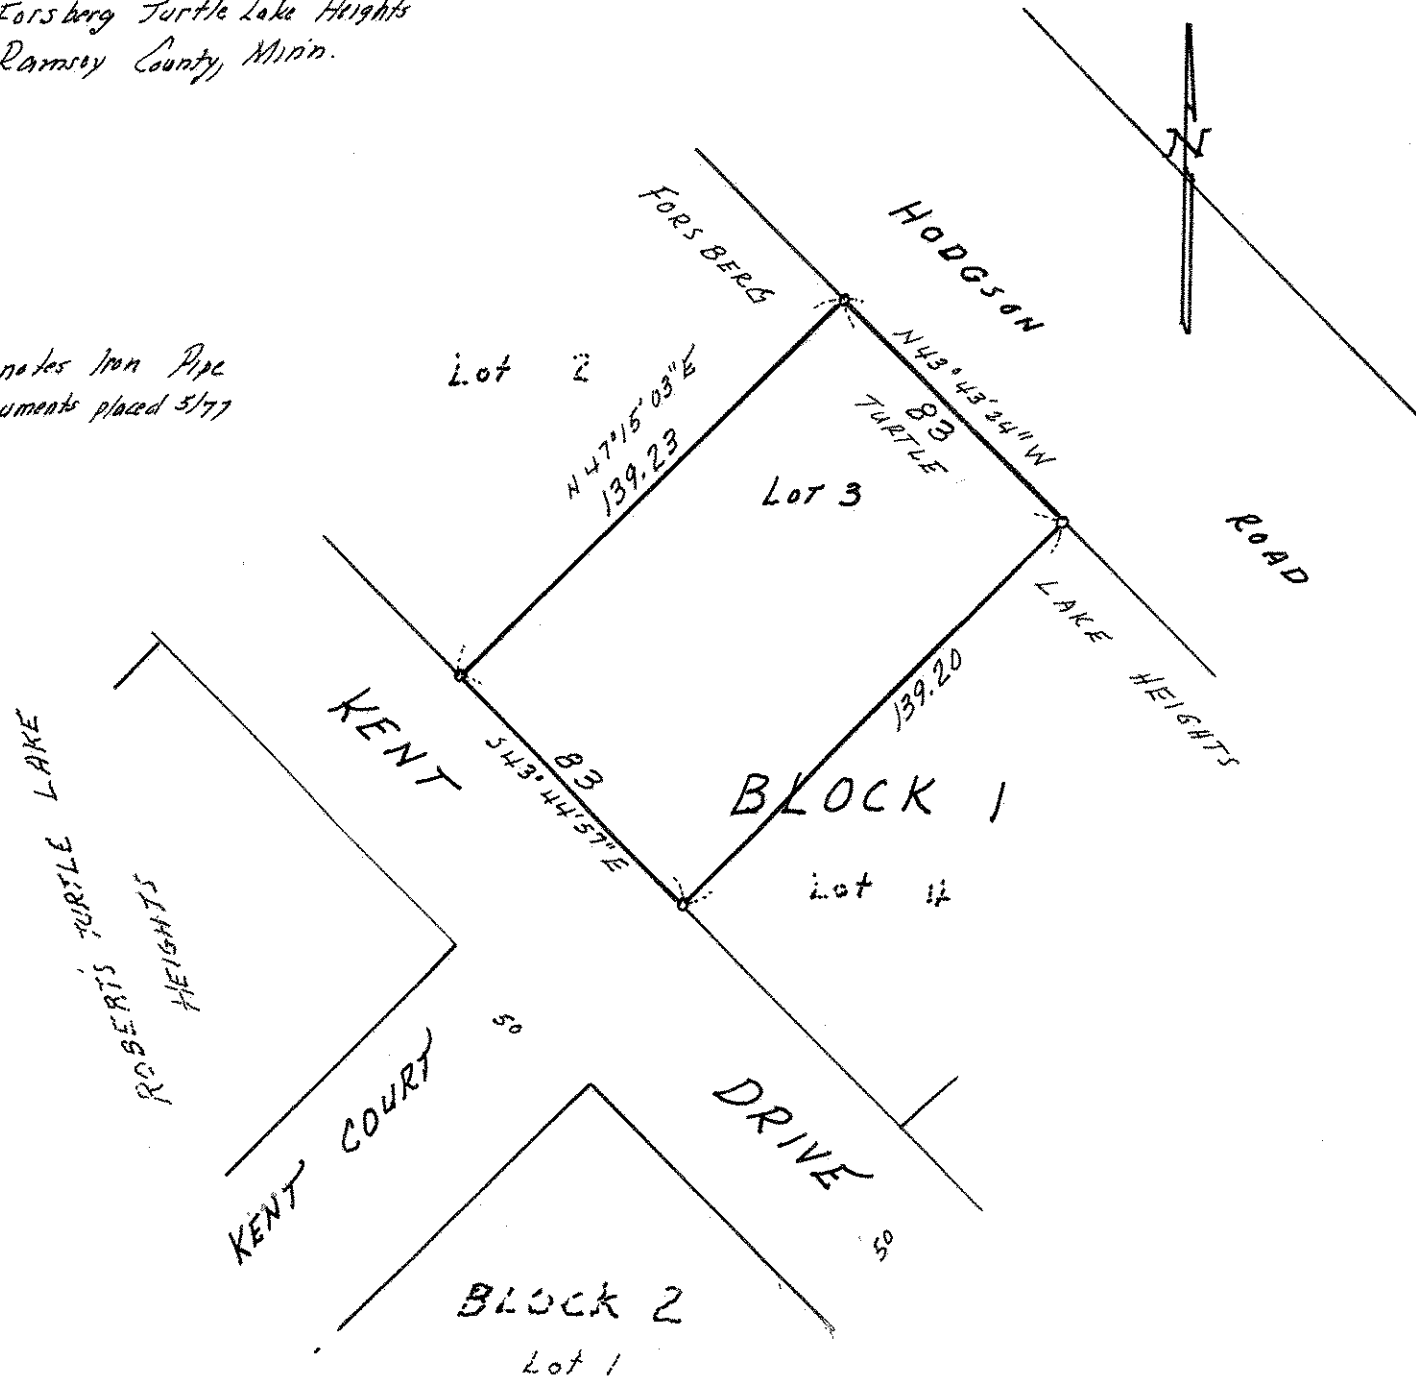 Forsberg Turtle Lake Heights
Ramsey County, Minn.
N
FORSBERG
HODGSON
notes Iron Pipe
uments placed 5/77
Lot 2
N 47°15'03"E
139.23
N43°43'24"W
83
TURTLE
LOT 3
ROAD
LAKE
HEIGHTS
139.20
KENT
83
S43°44'57"E
BLOCK 1
Lot 4
ROBERTS TURTLE LAKE
HEIGHTS
50
KENT COURT
DRIVE
50
BLOCK 2
Lot 1